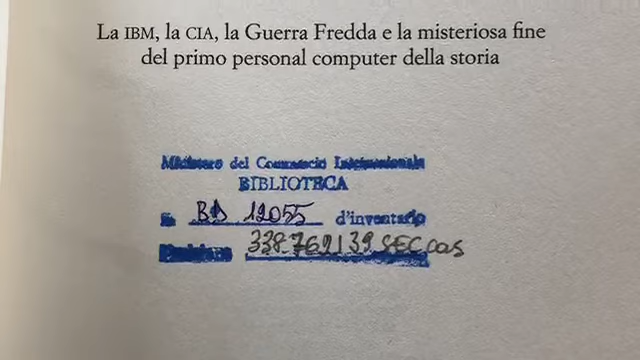 La IBM, la CIA, la Guerra Fredda e la misteriosa fine
del primo personal computer della storia
Ministero del Commercio Internazionale
BIBLIOTECA
BD 12055 d'inventario
338.762139 SEC COS